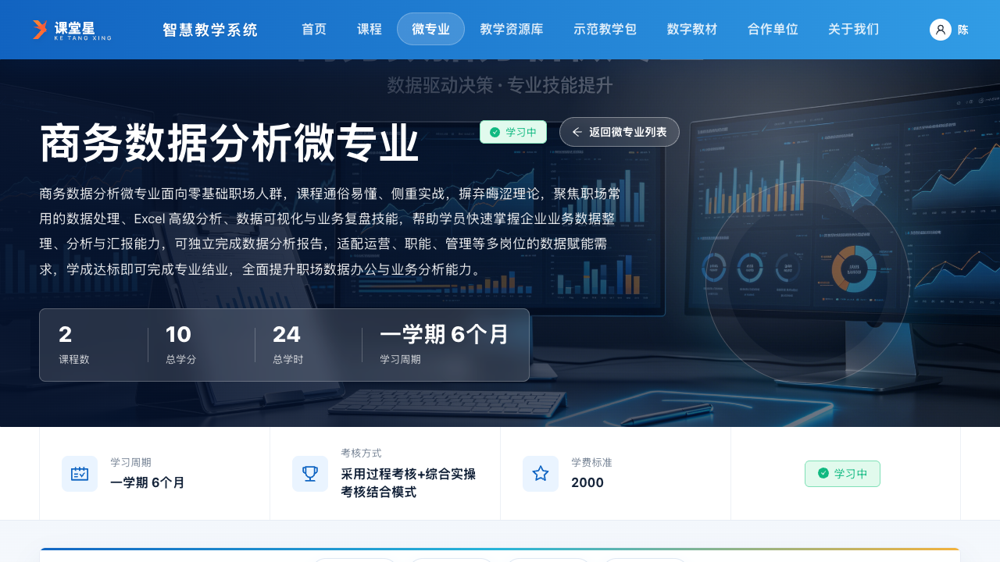 课堂星
KE TANG XING
智慧教学系统
首页
课程
微专业
教学资源库
示范教学包
数字教材
合作单位
关于我们
陈
数据驱动决策 · 专业技能提升
商务数据分析微专业
学习中
返回微专业列表
商务数据分析微专业面向零基础职场人群，课程通俗易懂、侧重实战，摒弃晦涩理论，聚焦职场常
用的数据处理、Excel 高级分析、数据可视化与业务复盘技能，帮助学员快速掌握企业业务数据整
理、分析与汇报能力，可独立完成数据分析报告，适配运营、职能、管理等多岗位的数据赋能需
求，学成达标即可完成专业结业，全面提升职场数据办公与业务分析能力。
2
课程数
10
总学分
24
总学时
一学期 6个月
学习周期
学习周期
一学期 6个月
考核方式
采用过程考核+综合实操
考核结合模式
学费标准
2000
学习中